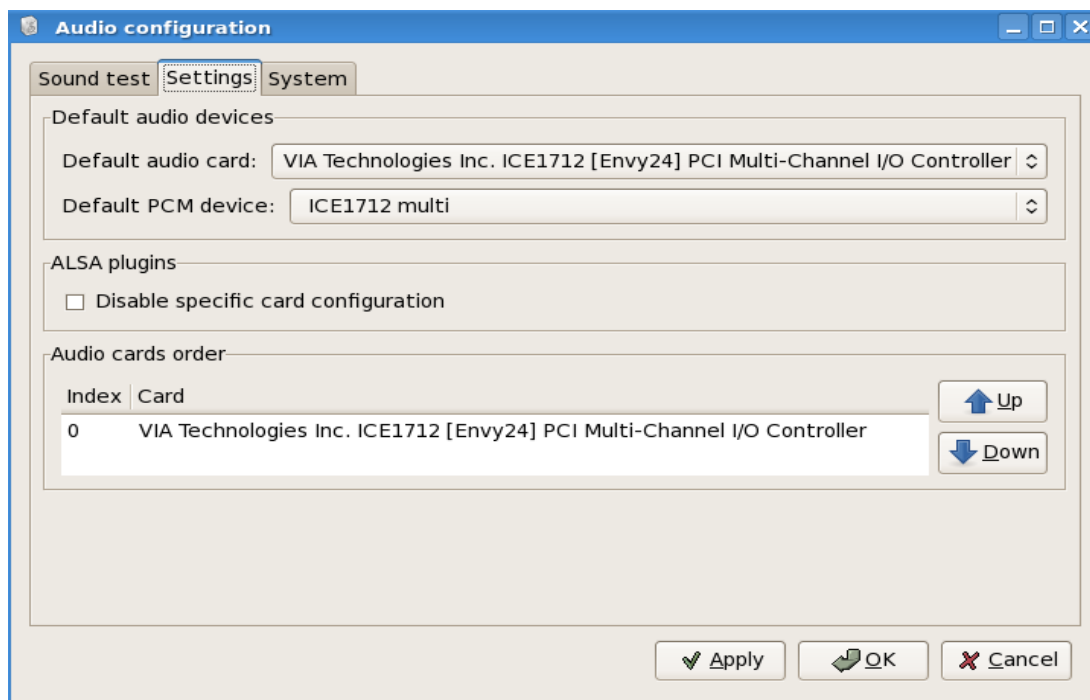 Audio configuration
Sound test Settings System
Default audio devices
Default audio card: VIA Technologies Inc. ICE1712 [Envy24] PCI Multi-Channel I/O Controller
Default PCM device: ICE1712 multi
ALSA plugins
Disable specific card configuration
Audio cards order
Index Card
0 VIA Technologies Inc. ICE1712 [Envy24] PCI Multi-Channel I/O Controller
Up
Down
Apply OK Cancel